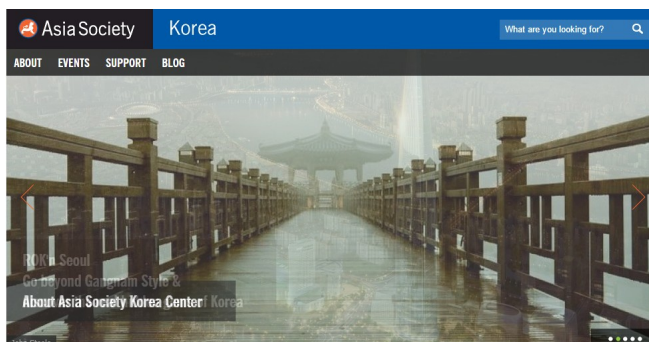 Asia Society
Korea
What are you looking for?
ABOUT EVENTS SUPPORT BLOG
ROK'n Seoul
Go beyond Gangnam Style &
About Asia Society Korea Center
Korea